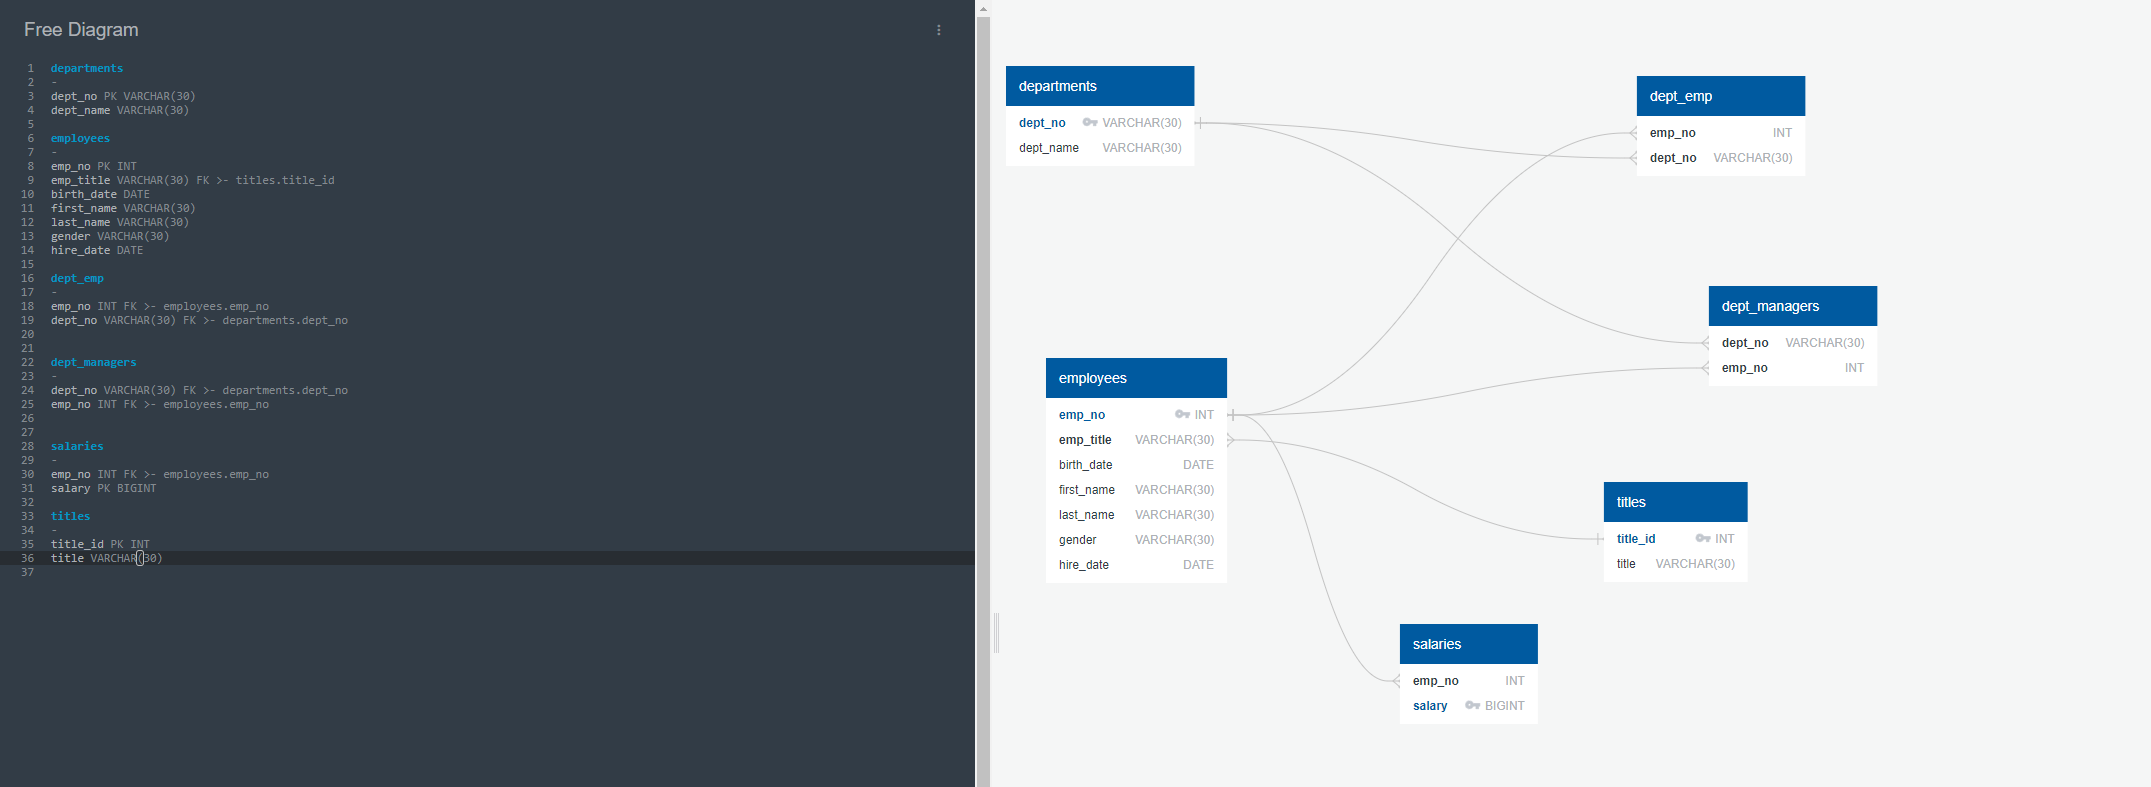 Free Diagram
1 departments
2 -
3 dept_no PK VARCHAR(30)
4 dept_name VARCHAR(30)
5
6 employees
7 -
8 emp_no PK INT
9 emp_title VARCHAR(30) FK >- titles.title_id
10 birth_date DATE
11 first_name VARCHAR(30)
12 last_name VARCHAR(30)
13 gender VARCHAR(30)
14 hire_date DATE
15
16 dept_emp
17 -
18 emp_no INT FK >- employees.emp_no
19 dept_no VARCHAR(30) FK >- departments.dept_no
20
21
22 dept_managers
23 -
24 dept_no VARCHAR(30) FK >- departments.dept_no
25 emp_no INT FK >- employees.emp_no
26
27
28 salaries
29 -
30 emp_no INT FK >- employees.emp_no
31 salary PK BIGINT
32
33 titles
34 -
35 title_id PK INT
36 title VARCHAR(30)
37
departments
dept_no VARCHAR(30)
dept_name VARCHAR(30)
dept_emp
emp_no INT
dept_no VARCHAR(30)
dept_managers
dept_no VARCHAR(30)
emp_no INT
employees
emp_no INT
emp_title VARCHAR(30)
birth_date DATE
first_name VARCHAR(30)
last_name VARCHAR(30)
gender VARCHAR(30)
hire_date DATE
titles
title_id INT
title VARCHAR(30)
salaries
emp_no INT
salary BIGINT